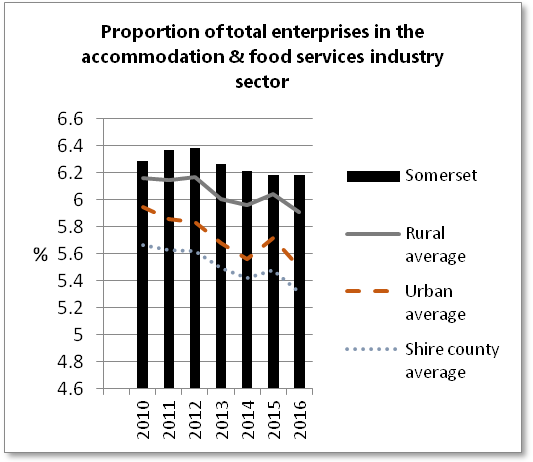 Proportion of total enterprises in the
accommodation & food services industry
sector
6.6
6.4
6.2
6
5.8
5.6
5.4
5.2
5
4.8
4.6
%
2010
2011
2012
2013
2014
2015
2016
Somerset
Rural
average
Urban
average
Shire county
average